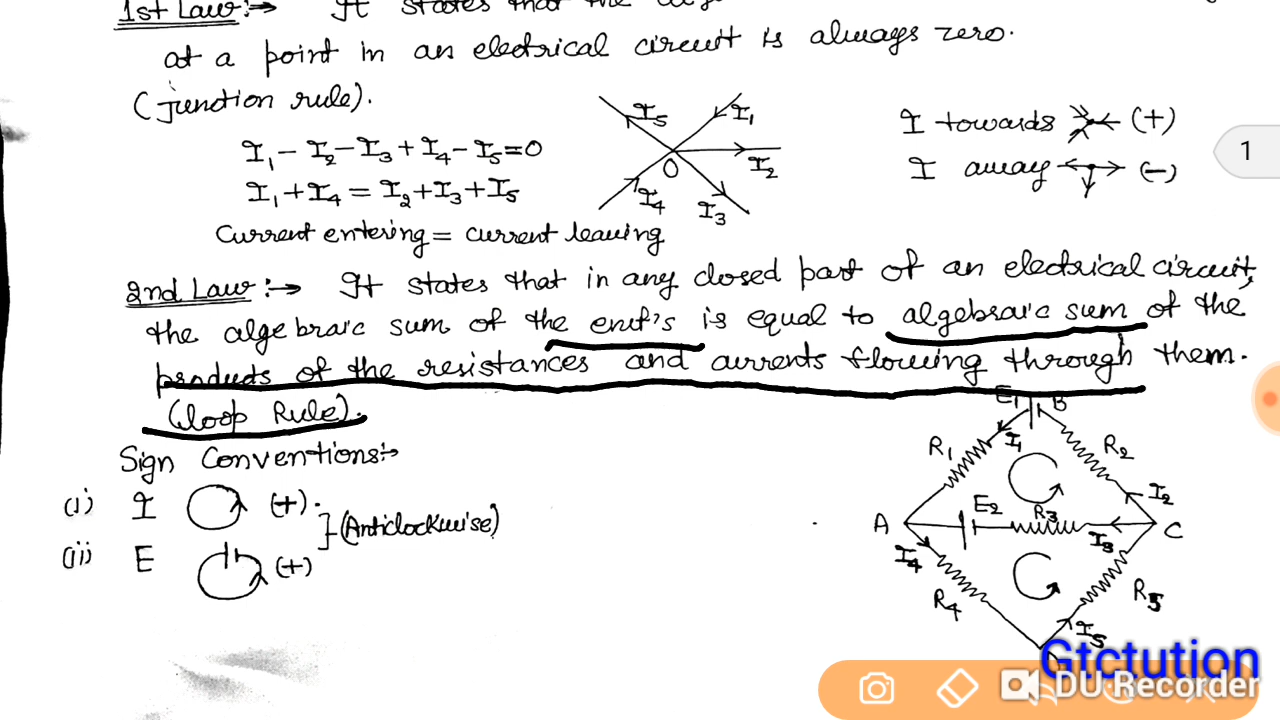 1st Law:→ It states that the
at a point in an electrical circuit is always zero.
(Junction rule).
I₁ - I₂ - I₃ + I₄ - I₅ = 0
I₁ + I₄ = I₂ + I₃ + I₅
Current entering = current leaving
I₅
I₁
O
I₂
I₄
I₃
I towards (+)
I away (-)
1
2nd Law:→ It states that in any closed part of an electrical circuit,
the algebraic sum of the emf's is equal to algebraic sum of the
products of the resistances and currents flowing through them.
(loop Rule).
Sign Conventions:→
(i) I (+).
(ii) E (+)
(Anticlockwise)
E₁ B
R₁ I₁ R₂
I₂
A E₂ R₃ I₃ C
I₄
R₄ R₅
I₅
Gtctution
DU Recorder